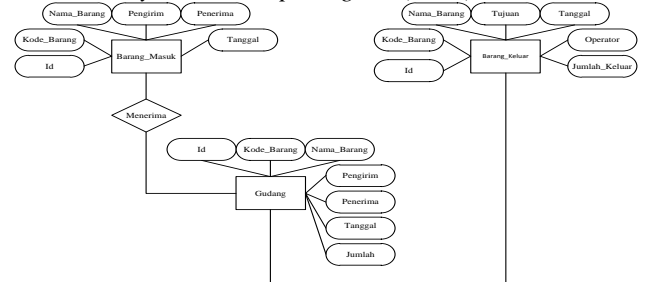 Nama_Barang
Pengirim
Penerima
Kode_Barang
Barang_Masuk
Tanggal
Id
Menerima
Nama_Barang
Tujuan
Tanggal
Kode_Barang
Barang_Keluar
Operator
Id
Jumlah_Keluar
Id
Kode_Barang
Nama_Barang
Gudang
Pengirim
Penerima
Tanggal
Jumlah